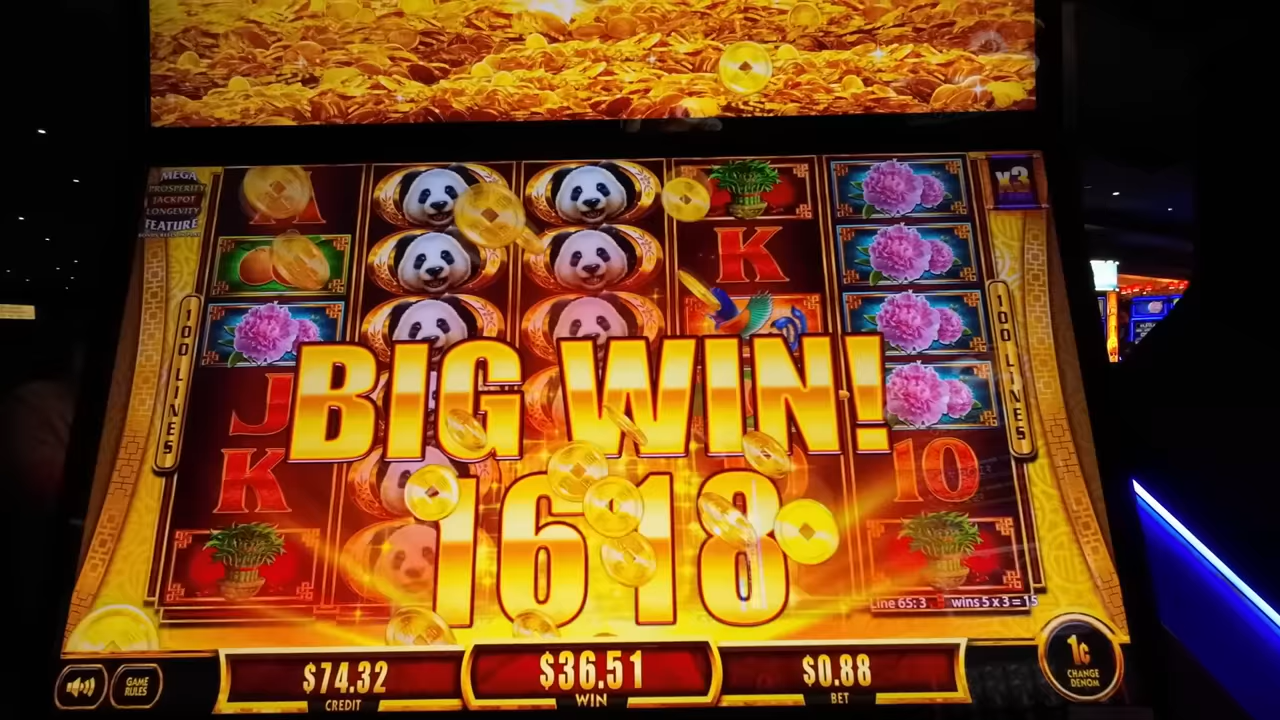 MEGA
PROSPERITY
JACKPOT
LONGEVITY
FEATURE
A
x3
K
100 LINES
100 LINES
BIG WIN!
J
K
10
1618
Line 65: 3 wins 5 x 3 = 15
$74.32
CREDIT
$36.51
WIN
$0.88
BET
GAME
RULES
1¢
CHANGE
DENOM